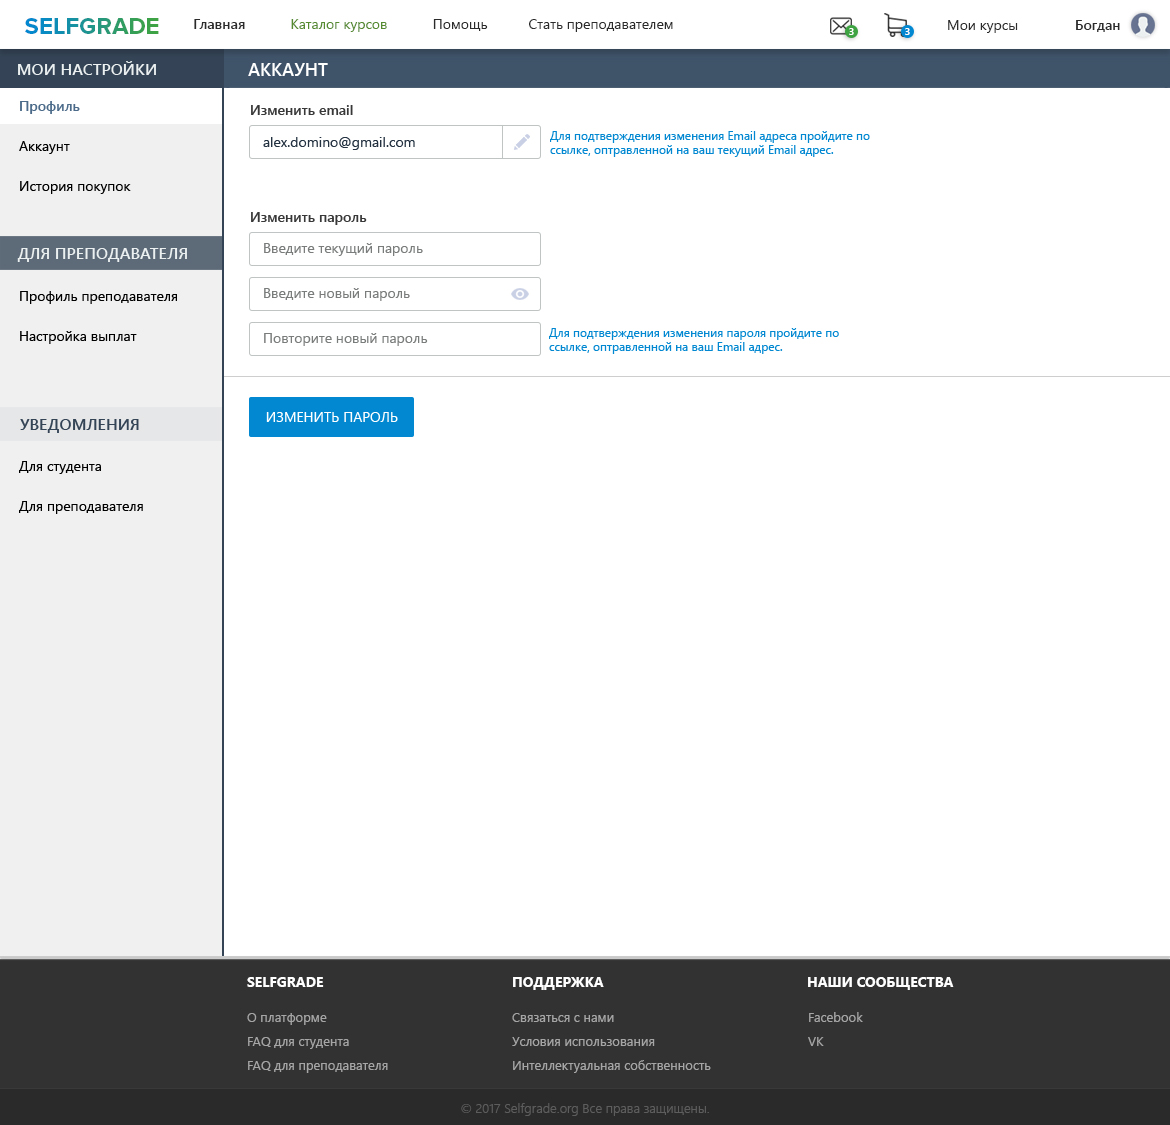 SELFGRADE
Главная
Каталог курсов
Помощь
Стать преподавателем
3
3
Мои курсы
Богдан
МОИ НАСТРОЙКИ
Профиль
Аккаунт
История покупок
ДЛЯ ПРЕПОДАВАТЕЛЯ
Профиль преподавателя
Настройка выплат
УВЕДОМЛЕНИЯ
Для студента
Для преподавателя
АККАУНТ
Изменить email
alex.domino@gmail.com
Для подтверждения изменения Email адреса пройдите по
ссылке, оптравленной на ваш текущий Email адрес.
Изменить пароль
Введите текущий пароль
Введите новый пароль
Повторите новый пароль
Для подтверждения изменения пароля пройдите по
ссылке, оптравленной на ваш Email адрес.
ИЗМЕНИТЬ ПАРОЛЬ
SELFGRADE
О платформе
FAQ для студента
FAQ для преподавателя
ПОДДЕРЖКА
Связаться с нами
Условия использования
Интеллектуальная собственность
НАШИ СООБЩЕСТВА
Facebook
VK
© 2017 Selfgrade.org Все права защищены.